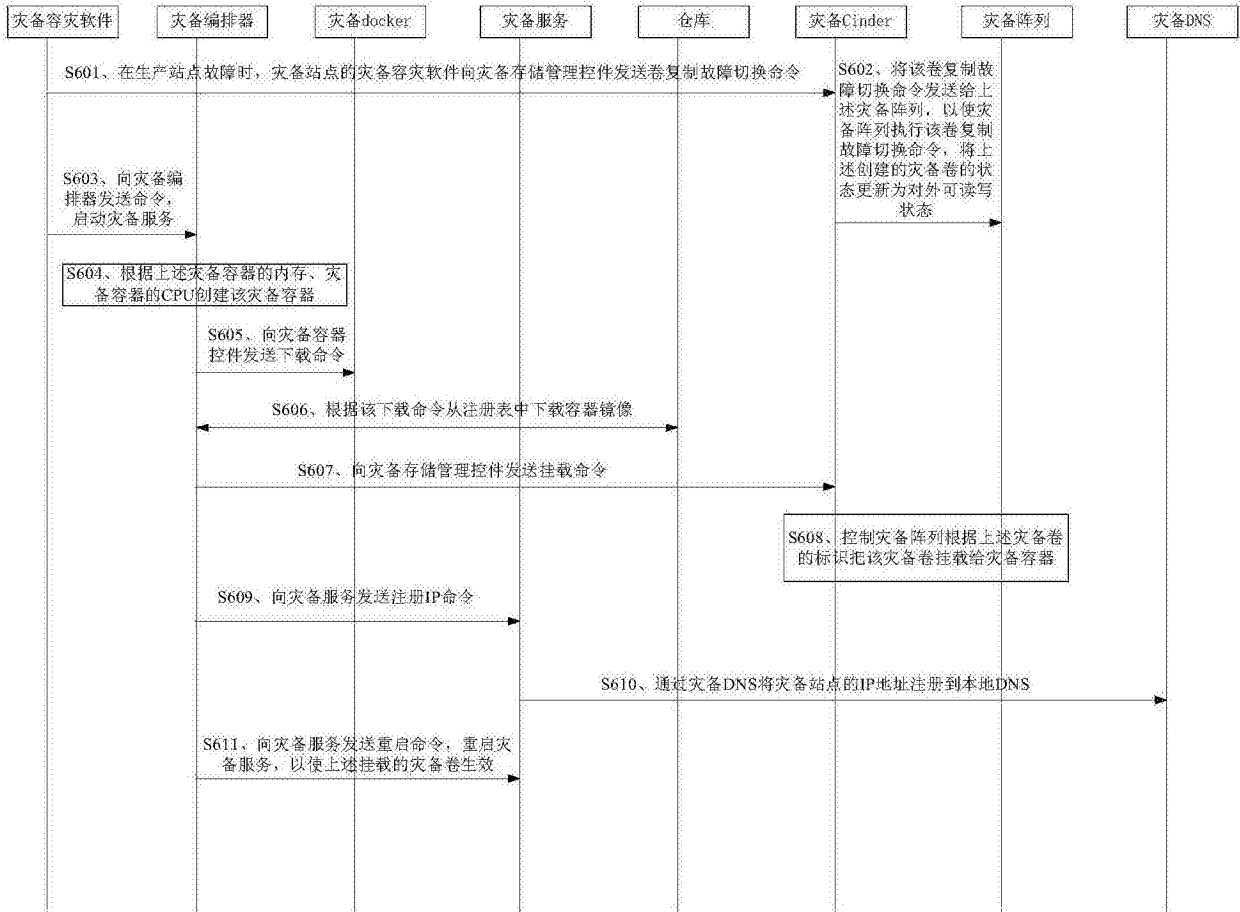 灾备容灾软件
灾备编排器
灾备docker
灾备服务
仓库
灾备Cinder
灾备阵列
灾备DNS
S601、在生产站点故障时，灾备站点的灾备容灾软件向灾备存储管理控件发送卷复制故障切换命令
S602、将该卷复制故
障切换命令发送给上
述灾备阵列，以使灾
备阵列执行该卷复制
故障切换命令，将上
述创建的灾备卷的状
态更新为对外可读写
状态
S603、向灾备编
排器发送命令，
启动灾备服务
S604、根据上述灾备容器的内存、灾
备容器的CPU创建该灾备容器
S605、向灾备容器
控件发送下载命令
S606、根据该下载命令从注册表中下载容器镜像
S607、向灾备存储管理控件发送挂载命令
S608、控制灾备阵列根据上述灾备卷
的标识把该灾备卷挂载给灾备容器
S609、向灾备服务发送注册IP命令
S610、通过灾备DNS将灾备站点的IP地址注册到本地DNS
S611、向灾备服务发送重启命令，重启灾
备服务，以使上述挂载的灾备卷生效